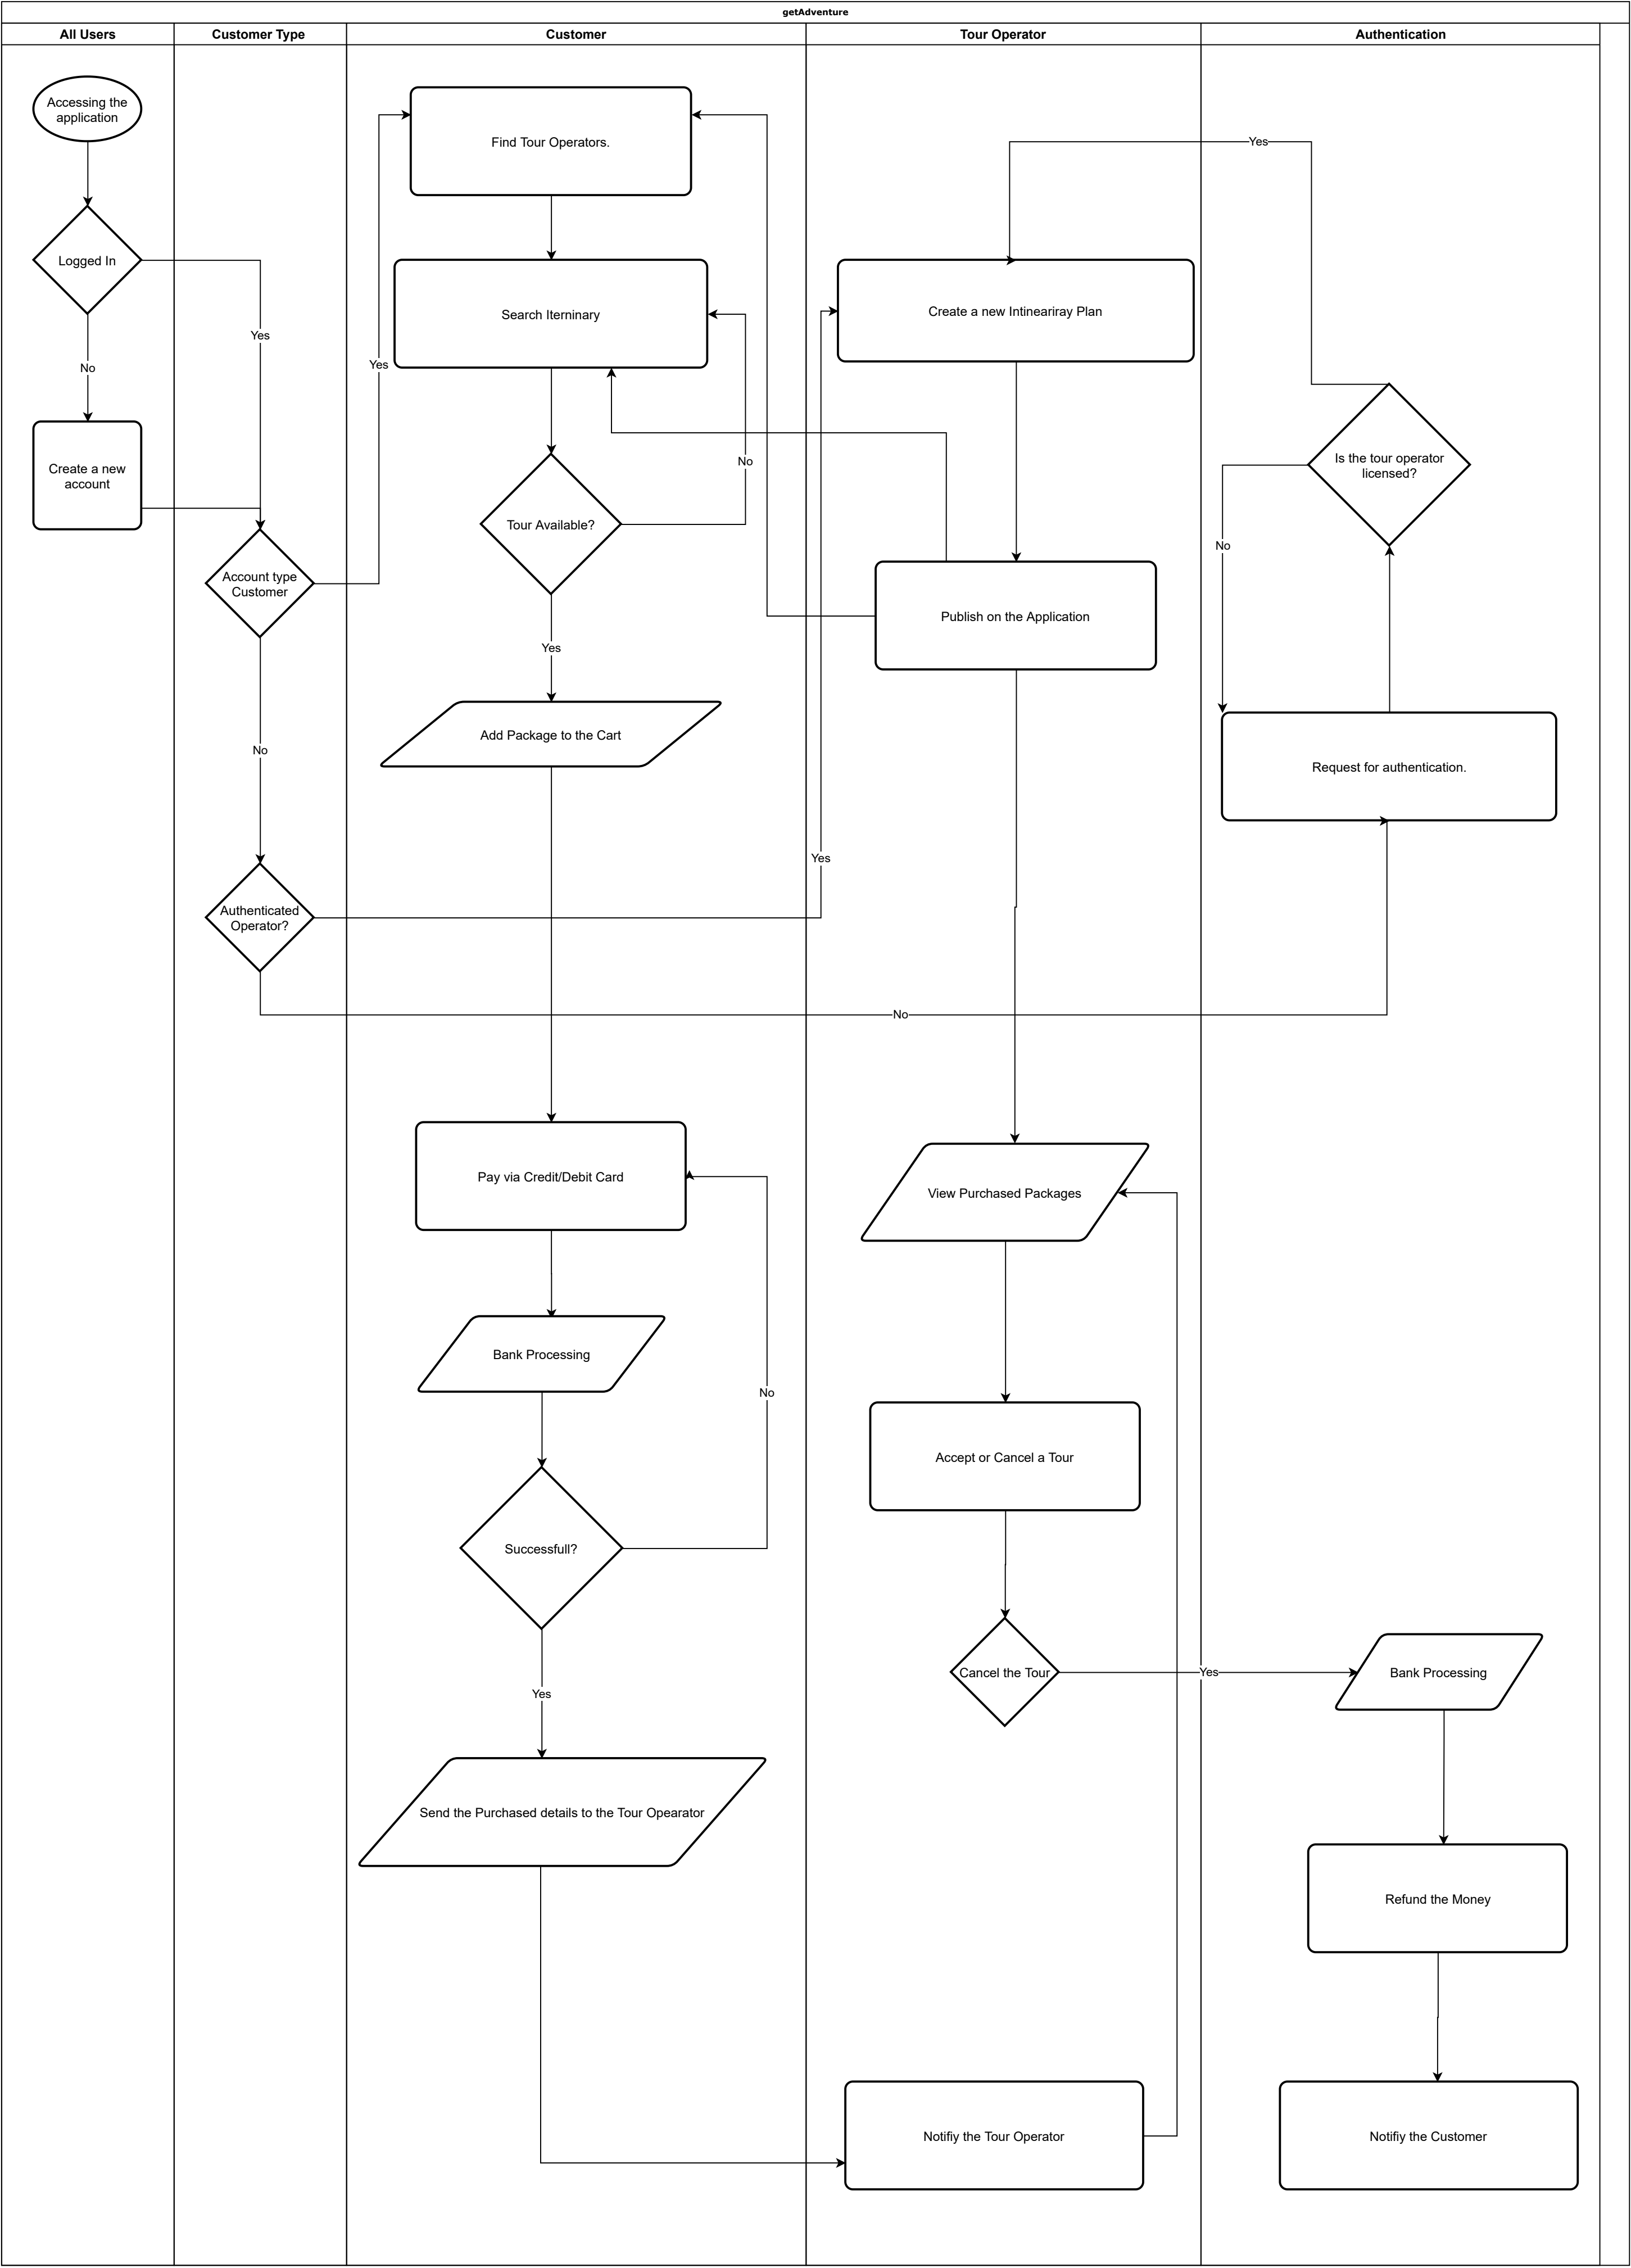 getAdventure
All Users
Customer Type
Customer
Tour Operator
Authentication
Accessing the
application
Logged In
Yes
No
Create a new
account
Account type
Customer
Yes
No
Authenticated
Operator?
Yes
No
Find Tour Operators.
Search Iterninary
Tour Available?
No
Yes
Add Package to the Cart
Pay via Credit/Debit Card
Bank Processing
Successfull?
No
Yes
Send the Purchased details to the Tour Opearator
Create a new Intineariray Plan
Publish on the Application
View Purchased Packages
Accept or Cancel a Tour
Cancel the Tour
Yes
Notifiy the Tour Operator
Yes
Is the tour operator
licensed?
No
Request for authentication.
Bank Processing
Refund the Money
Notifiy the Customer